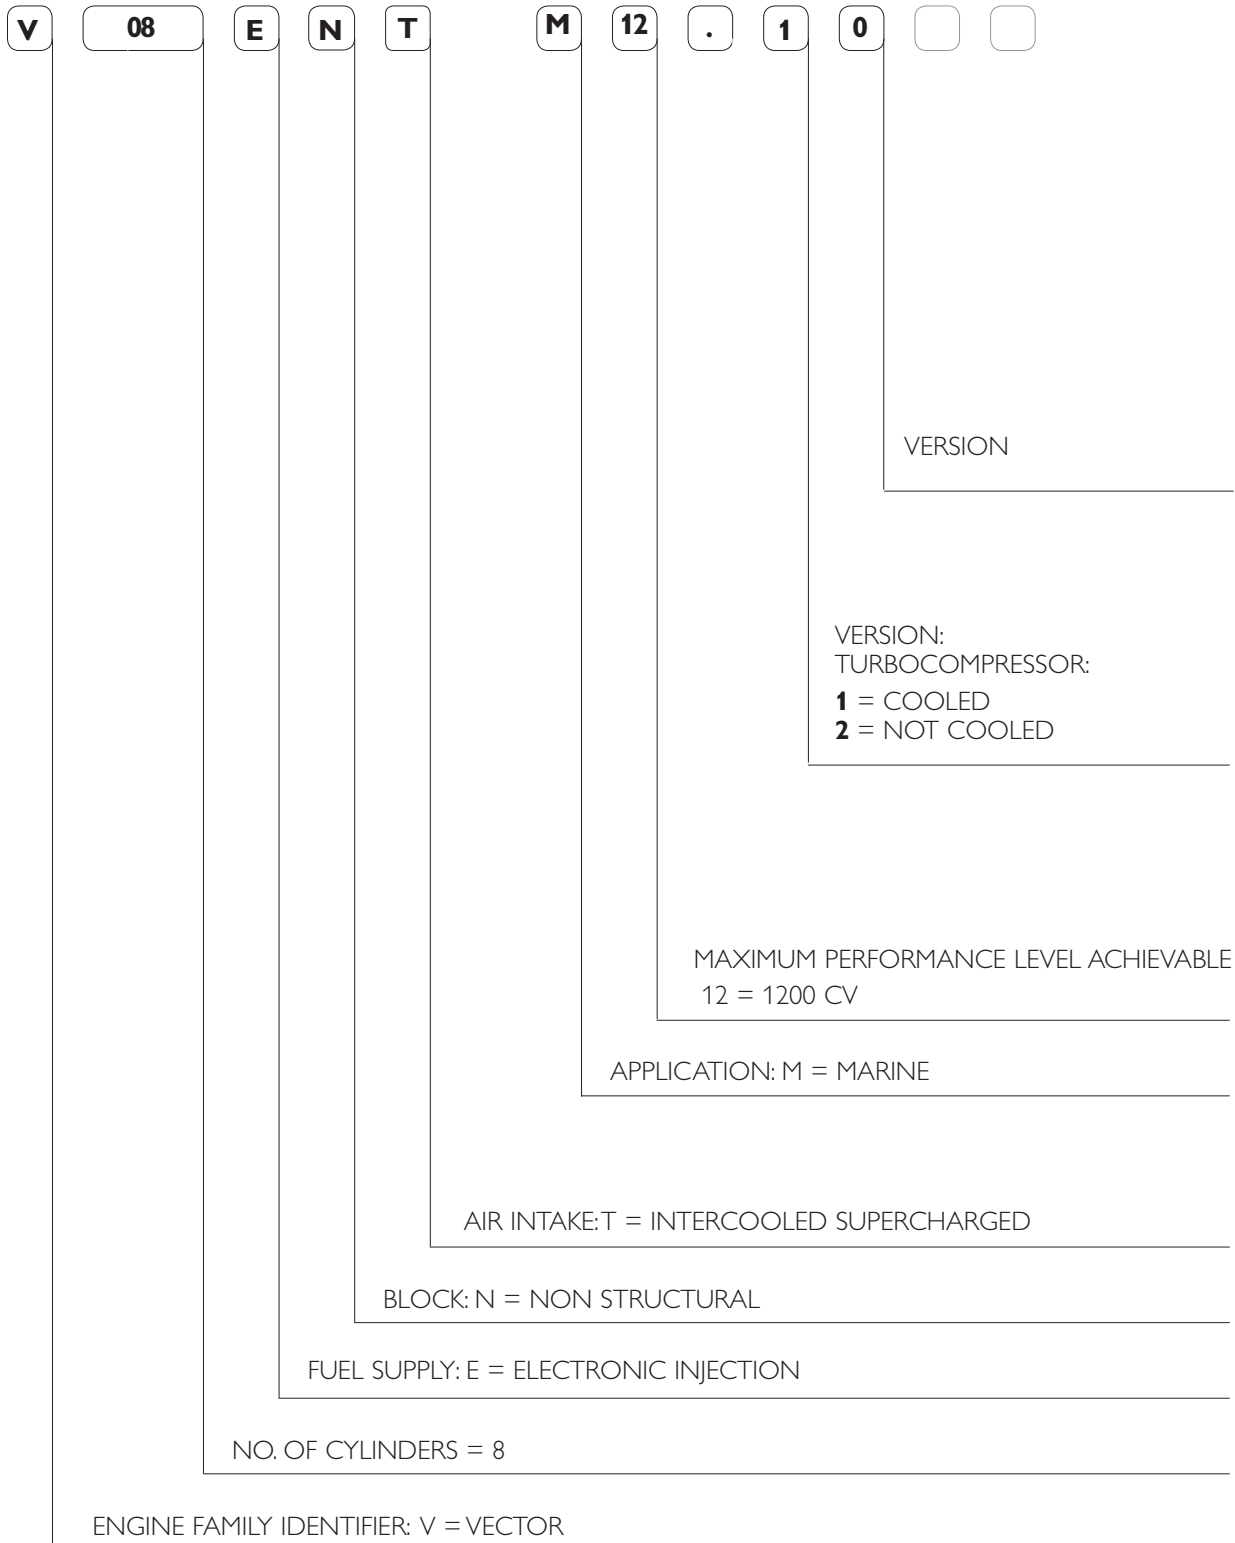 V 08 E N T M 12 . 1 0
VERSION
VERSION:
TURBOCOMPRESSOR:
1 = COOLED
2 = NOT COOLED
MAXIMUM PERFORMANCE LEVEL ACHIEVABLE
12 = 1200 CV
APPLICATION: M = MARINE
AIR INTAKE: T = INTERCOOLED SUPERCHARGED
BLOCK: N = NON STRUCTURAL
FUEL SUPPLY: E = ELECTRONIC INJECTION
NO. OF CYLINDERS = 8
ENGINE FAMILY IDENTIFIER: V = VECTOR